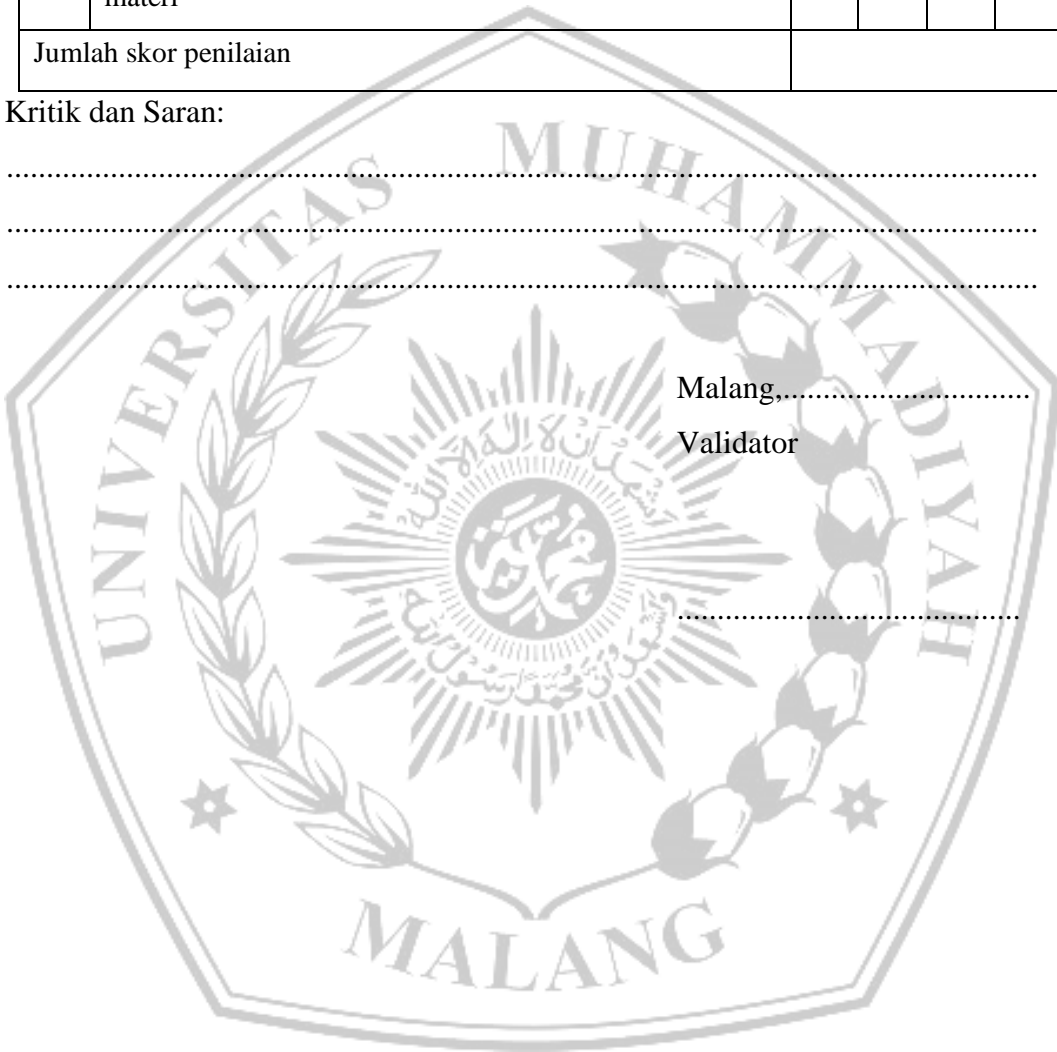 materi
Jumlah skor penilaian
Kritik dan Saran:
................................................................................................................................
................................................................................................................................
................................................................................................................................
Malang,...............................
Validator
...........................................
UNIVERSITAS MUHAMMADIYAH
MALANG